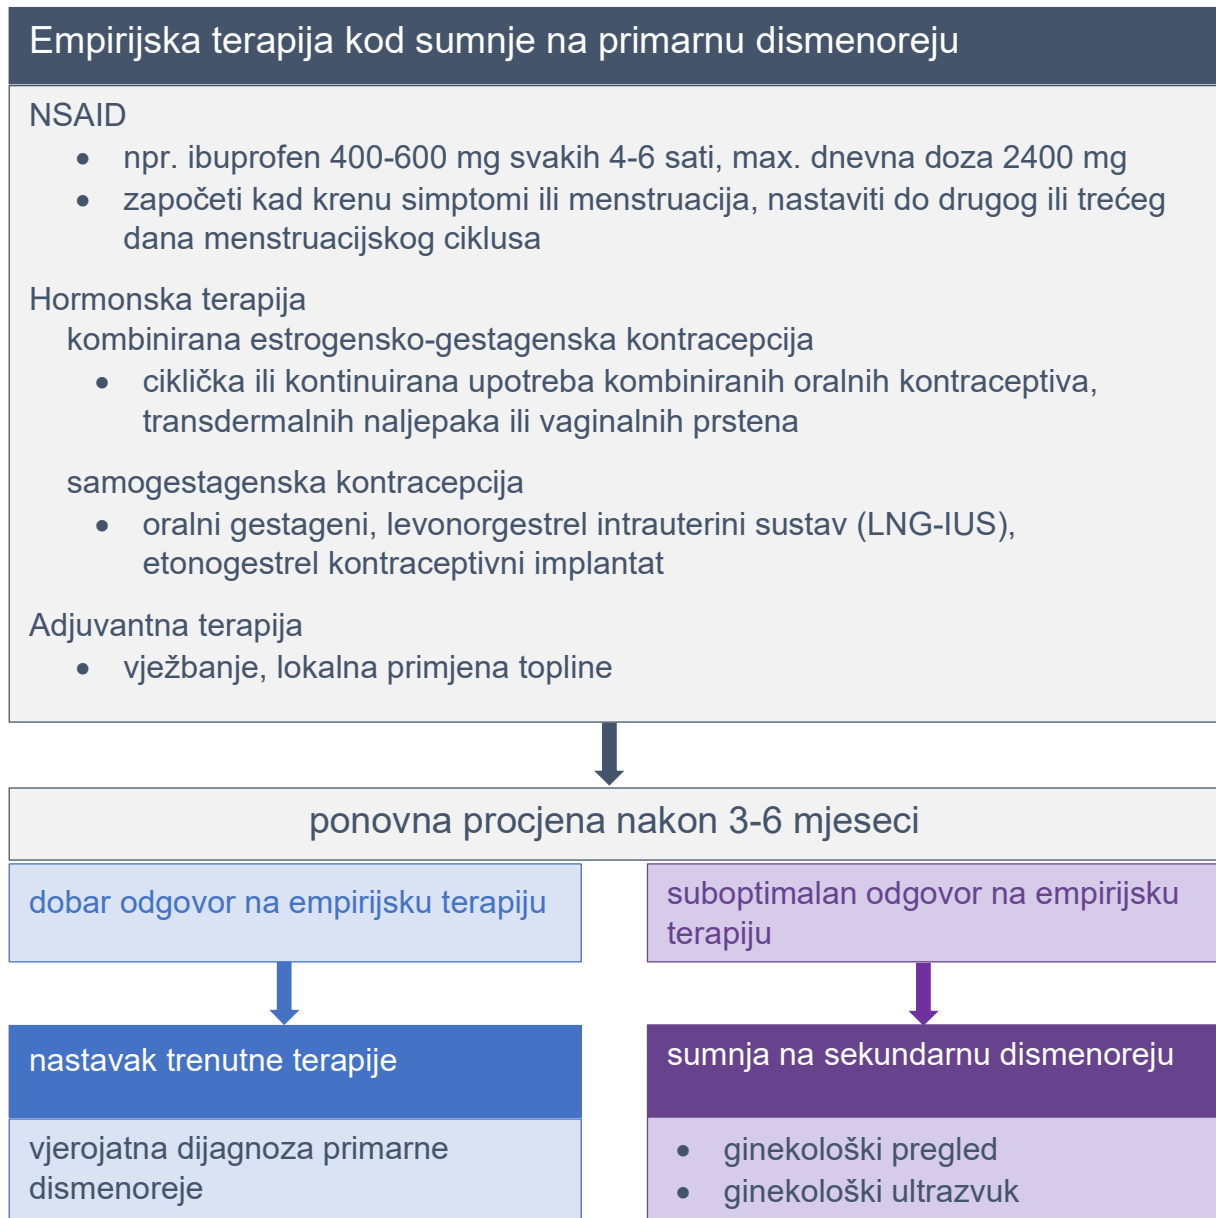 Empirijska terapija kod sumnje na primarnu dismenoreju
NSAID
• npr. ibuprofen 400-600 mg svakih 4-6 sati, max. dnevna doza 2400 mg
• započeti kad krenu simptomi ili menstruacija, nastaviti do drugog ili trećeg
dana menstruacijskog ciklusa
Hormonska terapija
kombinirana estrogensko-gestagenska kontracepcija
• ciklička ili kontinuirana upotreba kombiniranih oralnih kontraceptiva,
transdermalnih naljepaka ili vaginalnih prstena
samogestagenska kontracepcija
• oralni gestageni, levonorgestrel intrauterini sustav (LNG-IUS),
etonogestrel kontraceptivni implantat
Adjuvantna terapija
• vježbanje, lokalna primjena topline
ponovna procjena nakon 3-6 mjeseci
dobar odgovor na empirijsku terapiju
suboptimalan odgovor na empirijsku
terapiju
nastavak trenutne terapije
sumnja na sekundarnu dismenoreju
vjerojatna dijagnoza primarne
dismenoreje
• ginekološki pregled
• ginekološki ultrazvuk